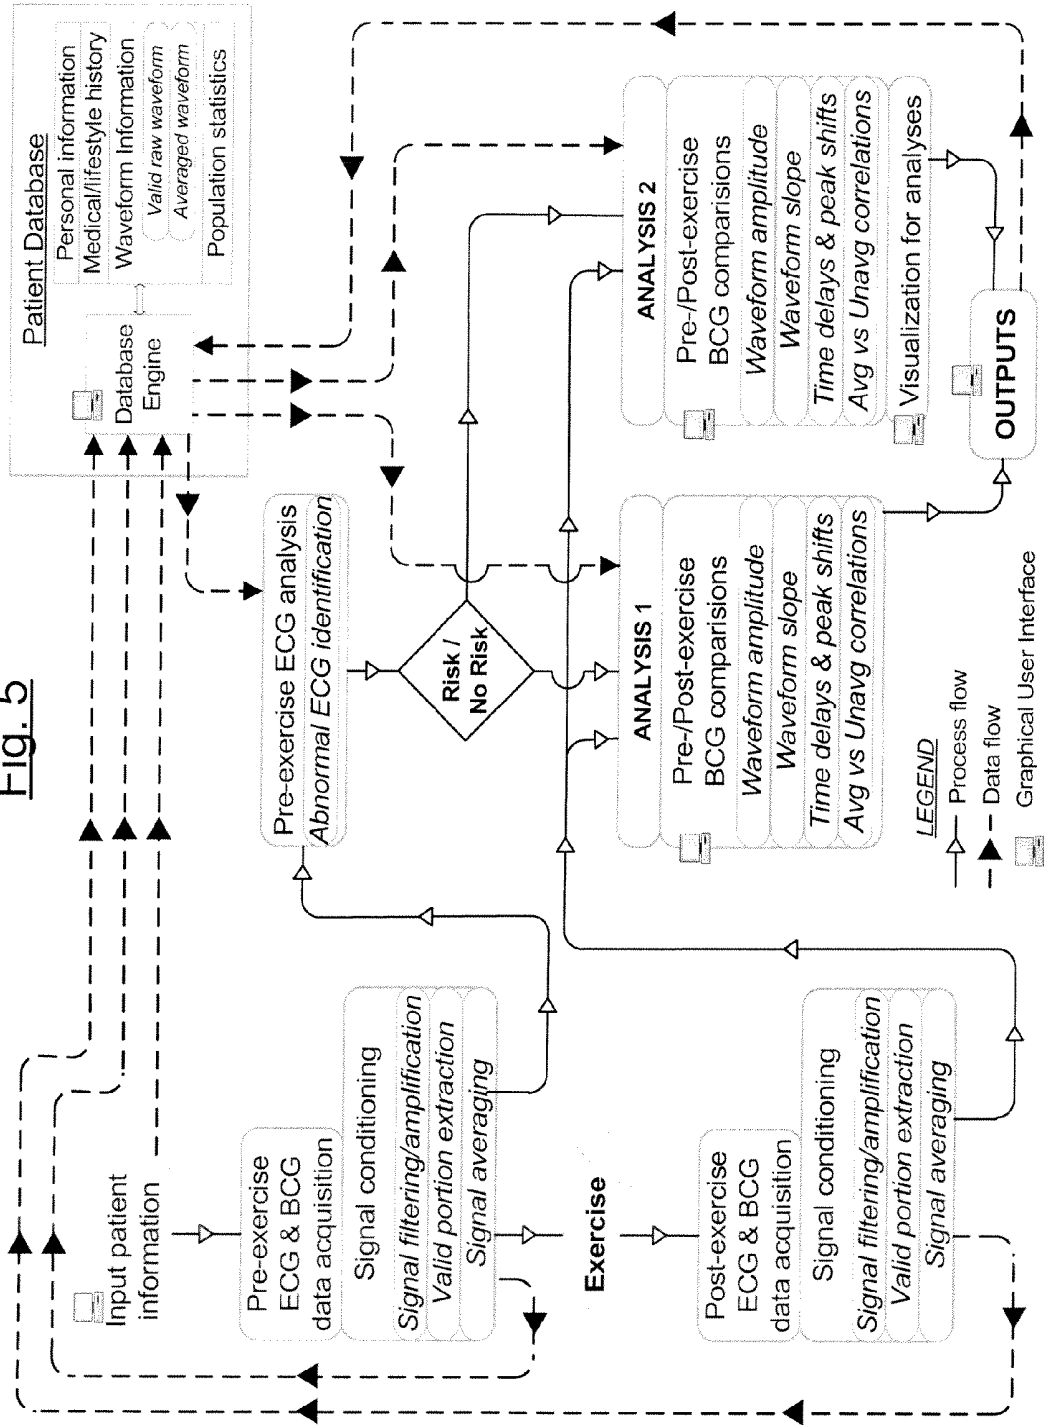 Fig. 5
Patient Database
Personal information
Medical/lifestyle history
Waveform Information
Valid raw waveform
Averaged waveform
Population statistics
Database
Engine
Input patient
information
Pre-exercise
ECG & BCG
data acquisition
Signal conditioning
Signal filtering/amplification
Valid portion extraction
Signal averaging
Exercise
Post-exercise
ECG & BCG
data acquisition
Signal conditioning
Signal filtering/amplification
Valid portion extraction
Signal averaging
Pre-exercise ECG analysis
Abnormal ECG identification
Risk /
No Risk
ANALYSIS 1
Pre-/Post-exercise
BCG comparisions
Waveform amplitude
Waveform slope
Time delays & peak shifts
Avg vs Unavg correlations
ANALYSIS 2
Pre-/Post-exercise
BCG comparisions
Waveform amplitude
Waveform slope
Time delays & peak shifts
Avg vs Unavg correlations
Visualization for analyses
OUTPUTS
LEGEND
Process flow
Data flow
Graphical User Interface